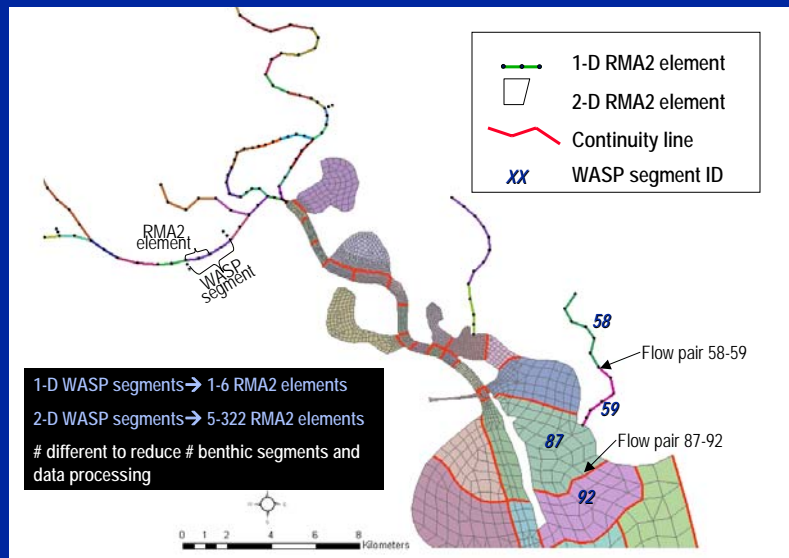 1-D RMA2 element
2-D RMA2 element
Continuity line
XX WASP segment ID
RMA2
element
WASP
segment
58
Flow pair 58-59
59
87
Flow pair 87-92
92
1-D WASP segments→ 1-6 RMA2 elements
2-D WASP segments→ 5-322 RMA2 elements
# different to reduce # benthic segments and
data processing
0 1 2 4 6 8
Kilometers